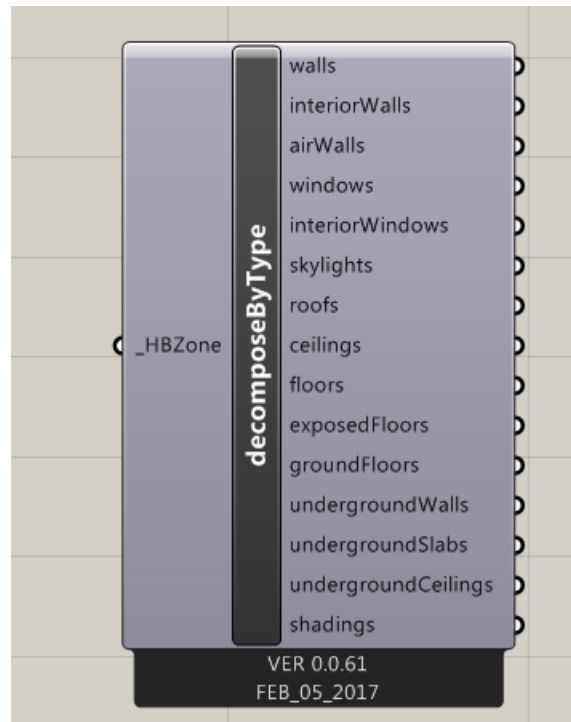 walls
interiorWalls
airWalls
windows
interiorWindows
skylights
roofs
_HBZone
decomposeByType
ceilings
floors
exposedFloors
groundFloors
undergroundWalls
undergroundSlabs
undergroundCeilings
shadings
VER 0.0.61
FEB_05_2017